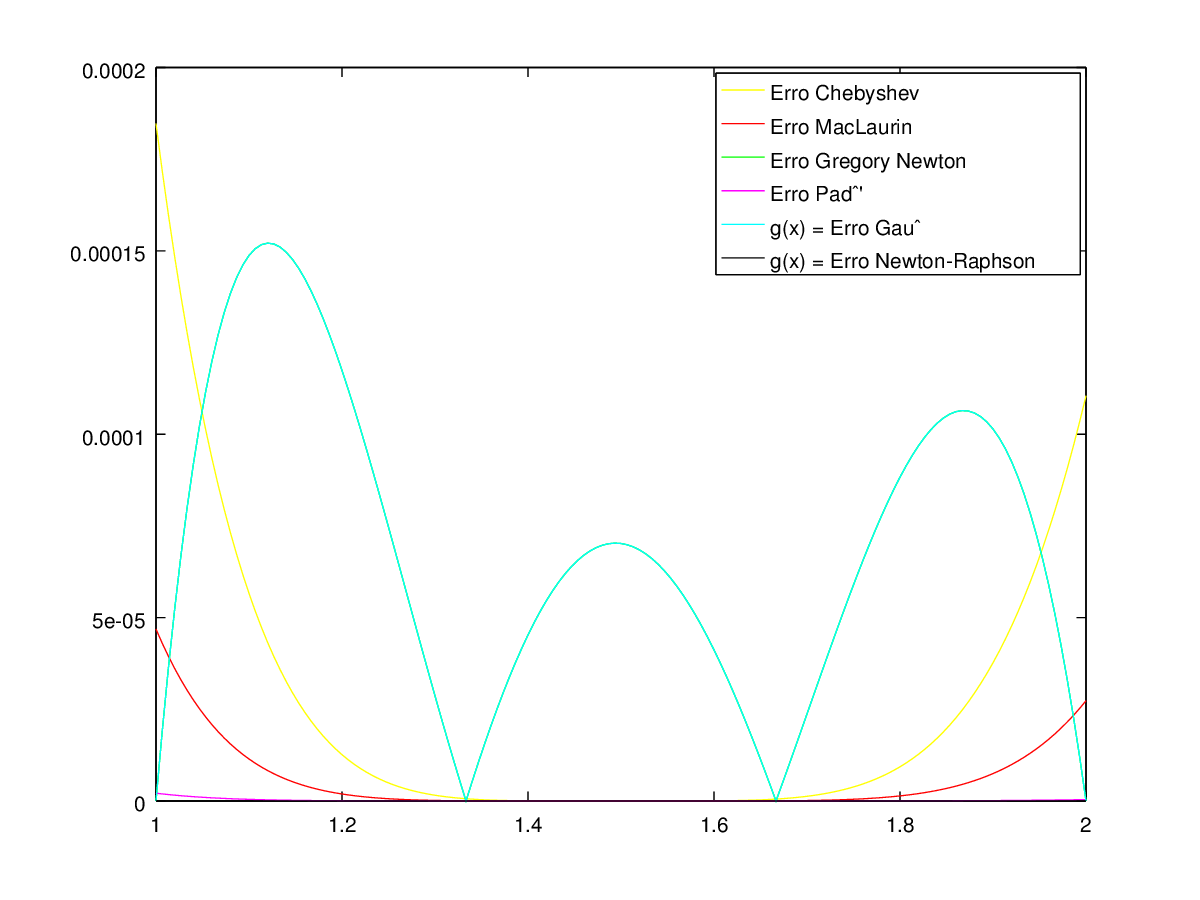 0.0002
0.00015
0.0001
5e-05
0
1
1.2
1.4
1.6
1.8
2
Erro Chebyshev
Erro MacLaurin
Erro Gregory Newton
Erro Padˆ'
g(x) = Erro Gauˆ
g(x) = Erro Newton-Raphson